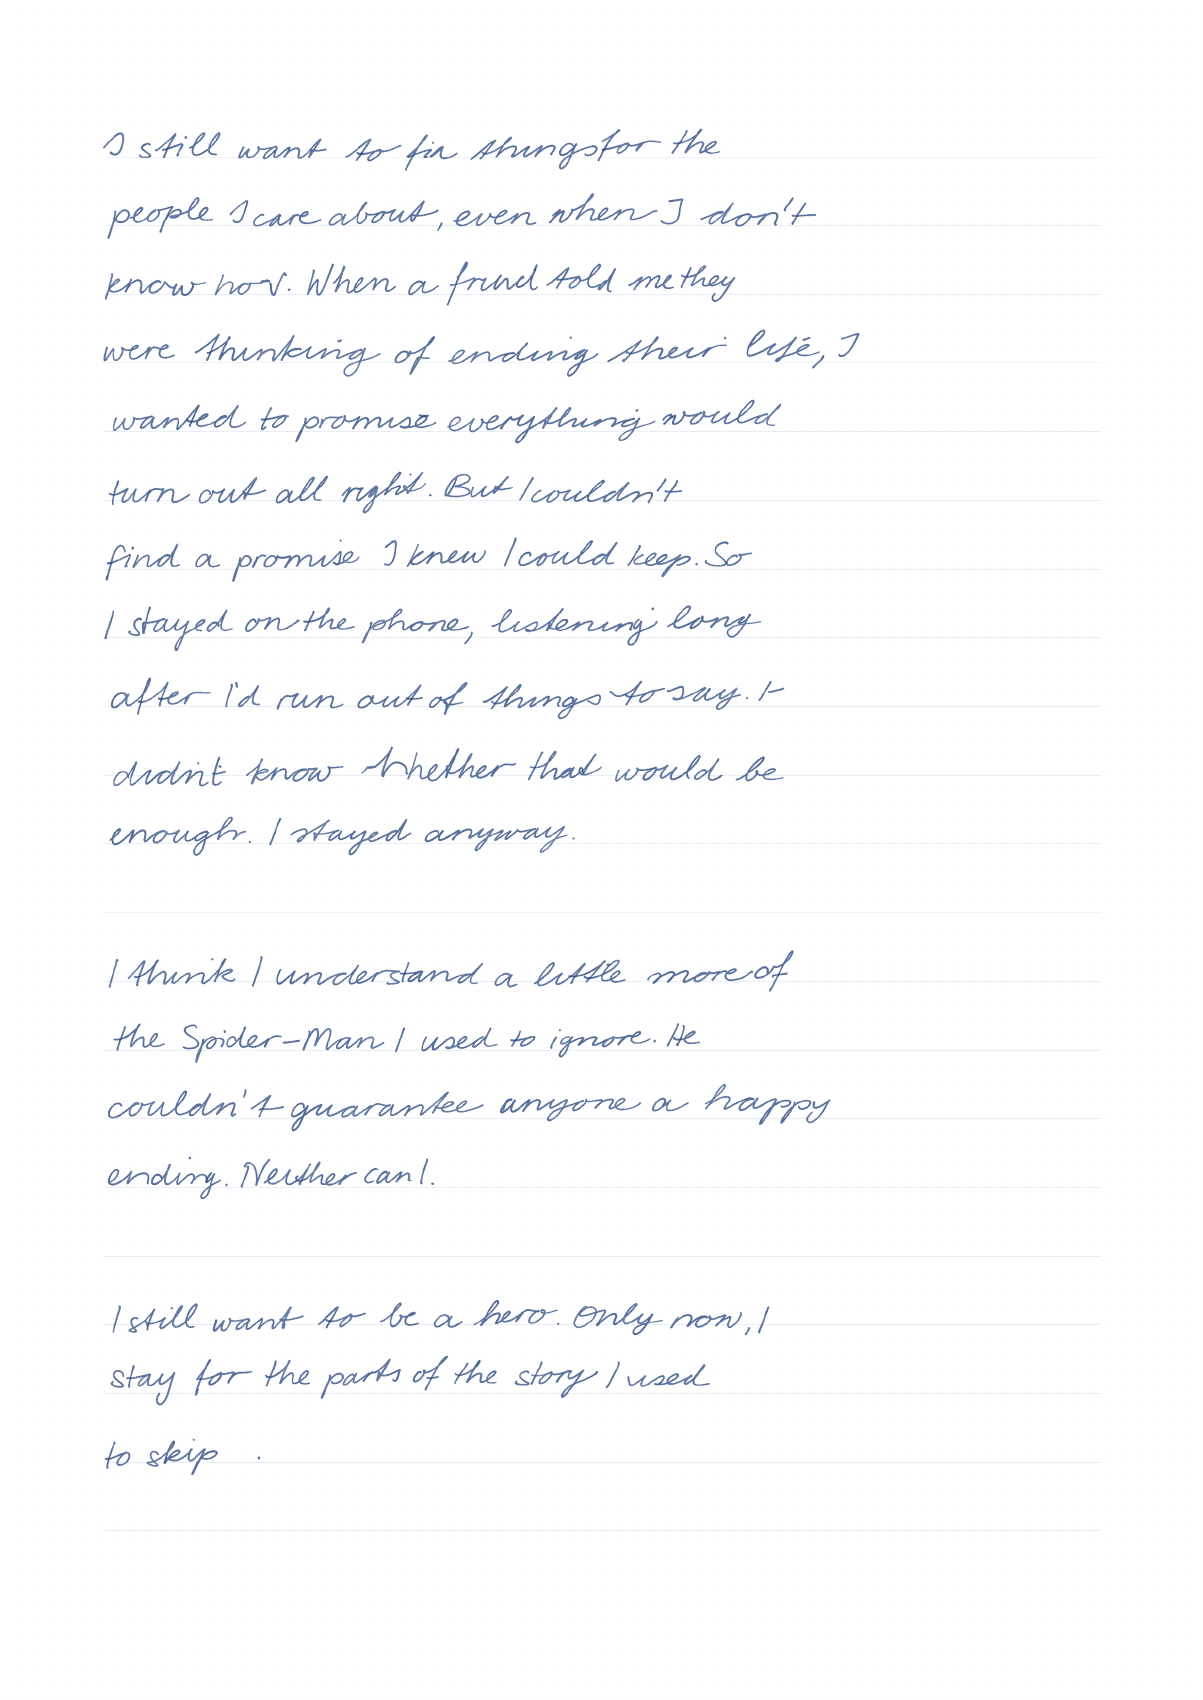 I still want to fix things for the
people I care about, even when I don't
know how. When a friend told me they
were thinking of ending their life, I
wanted to promise everything would
turn out all right. But I couldn't
find a promise I knew I could keep. So
I stayed on the phone, listening long
after I'd run out of things to say. I
didn't know whether that would be
enough. I stayed anyway.
I think I understand a little more of
the Spider-Man I used to ignore. He
couldn't guarantee anyone a happy
ending. Neither can I.
I still want to be a hero. Only now, I
stay for the parts of the story I used
to skip.